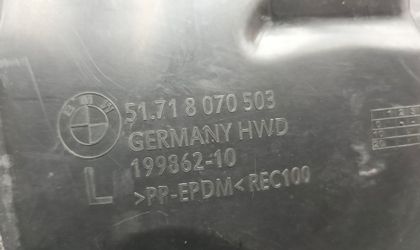 BMW
51.71 8 070 503
GERMANY HWD
199862-10
L >PP-EPDM< REC100